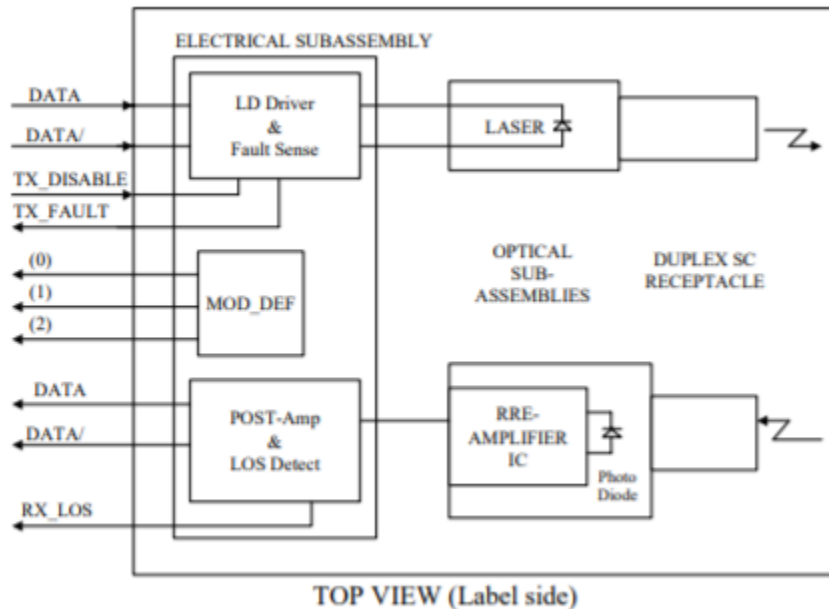 ELECTRICAL SUBASSEMBLY
DATA
DATA/
TX_DISABLE
TX_FAULT
LD Driver
&
Fault Sense
LASER
(0)
(1)
(2)
MOD_DEF
OPTICAL
SUB-
ASSEMBLIES
DUPLEX SC
RECEPTACLE
DATA
DATA/
RX_LOS
POST-Amp
&
LOS Detect
RRE-
AMPLIFIER
IC
Photo
Diode
TOP VIEW (Label side)